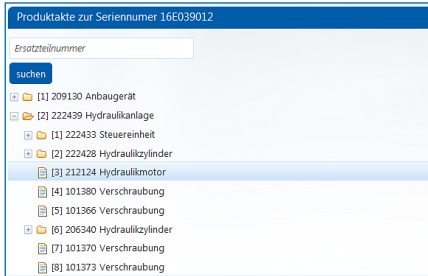 Produktakte zur Seriennumer 16E039012
Ersatzteilnummer
suchen
[1] 209130 Anbaugerät
[2] 222439 Hydraulikanlage
[1] 222433 Steuereinheit
[2] 222428 Hydraulikzylinder
[3] 212124 Hydraulikmotor
[4] 101380 Verschraubung
[5] 101366 Verschraubung
[6] 206340 Hydraulikzylinder
[7] 101370 Verschraubung
[8] 101373 Verschraubung